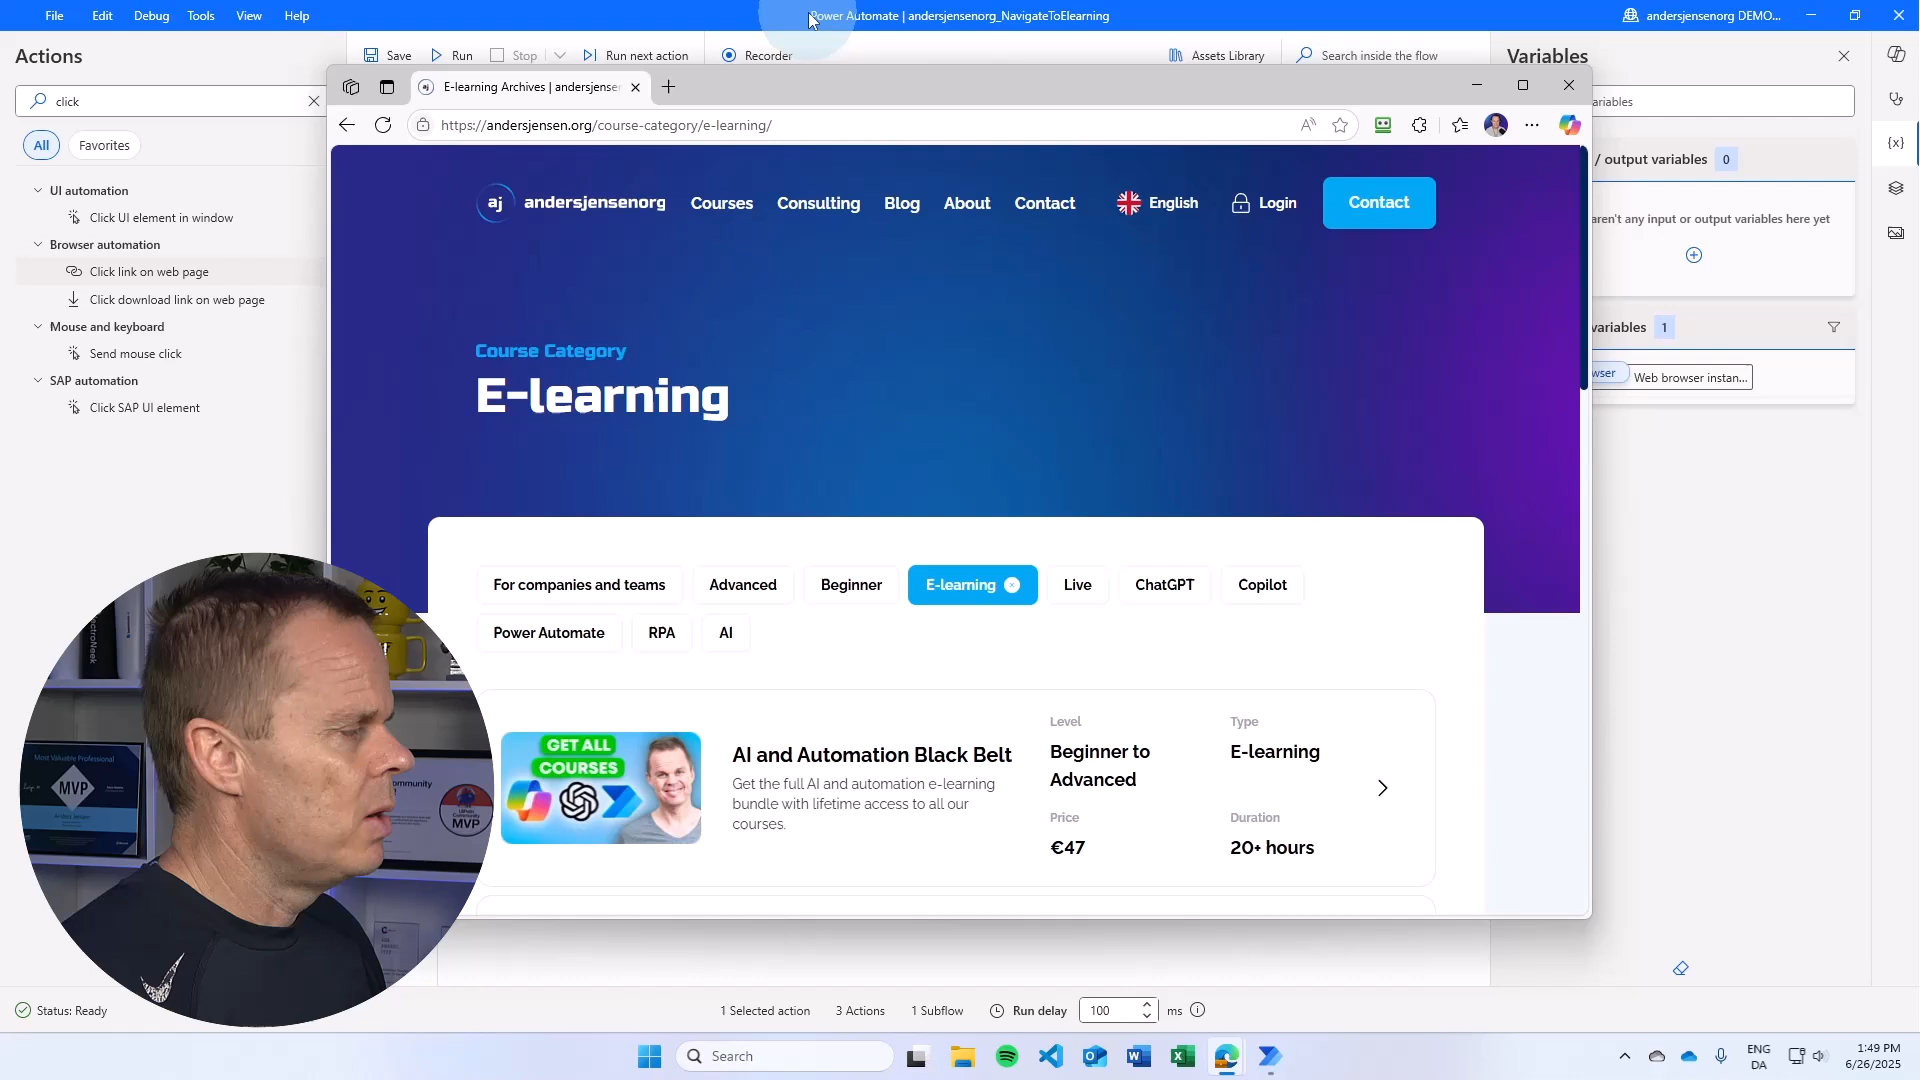 File Edit Debug Tools View Help
Power Automate | andersjensenorg_NavigateToElearning
andersjensenorg DEMO...
Actions
Save Run Stop Run next action Recorder
Assets Library Search inside the flow
Variables
click
E-learning Archives | andersjenser
https://andersjensen.org/course-category/e-learning/
ariables
All Favorites
/ output variables 0
UI automation
Click UI element in window
Browser automation
Click link on web page
Click download link on web page
Mouse and keyboard
Send mouse click
SAP automation
Click SAP UI element
aren't any input or output variables here yet
variables 1
wser Web browser instan...
aj andersjensenorg Courses Consulting Blog About Contact English Login Contact
Course Category
E-learning
For companies and teams Advanced Beginner E-learning Live ChatGPT Copilot
Power Automate RPA AI
GET ALL
COURSES
AI and Automation Black Belt
Get the full AI and automation e-learning
bundle with lifetime access to all our
courses.
Level
Beginner to
Advanced
Type
E-learning
Price
€47
Duration
20+ hours
Most Valuable Professional
MVP
MVP
Status: Ready
1 Selected action 3 Actions 1 Subflow Run delay 100 ms
Search
ENG
DA
1:49 PM
6/26/2025